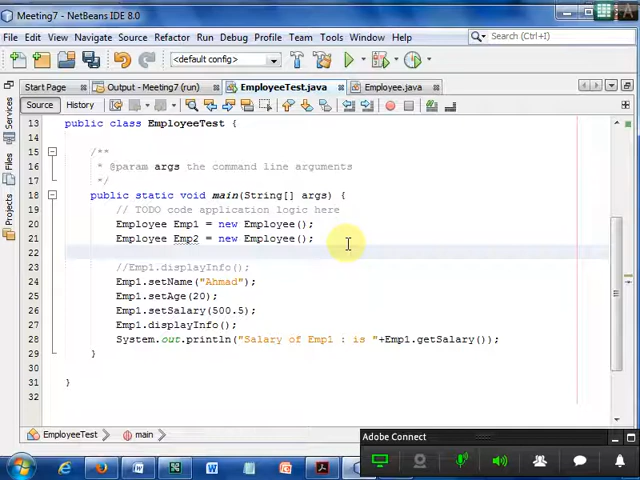 Meeting7 - NetBeans IDE 8.0
File Edit View Navigate Source Refactor Run Debug Profile Team Tools Window Help
Search (Ctrl+I)
<default config>
Start Page
Output - Meeting7 (run)
EmployeeTest.java
Employee.java
Source
History
Services
Files
Projects
13 public class EmployeeTest {
14
15 /**
16 * @param args the command line arguments
17 */
18 public static void main(String[] args) {
19 // TODO code application logic here
20 Employee Emp1 = new Employee();
21 Employee Emp2 = new Employee();
22
23 //Emp1.displayInfo();
24 Emp1.setName("Ahmad");
25 Emp1.setAge(20);
26 Emp1.setSalary(500.5);
27 Emp1.displayInfo();
28 System.out.println("Salary of Emp1 : is "+Emp1.getSalary());
29 }
30
31 }
32
EmployeeTest
main
Adobe Connect